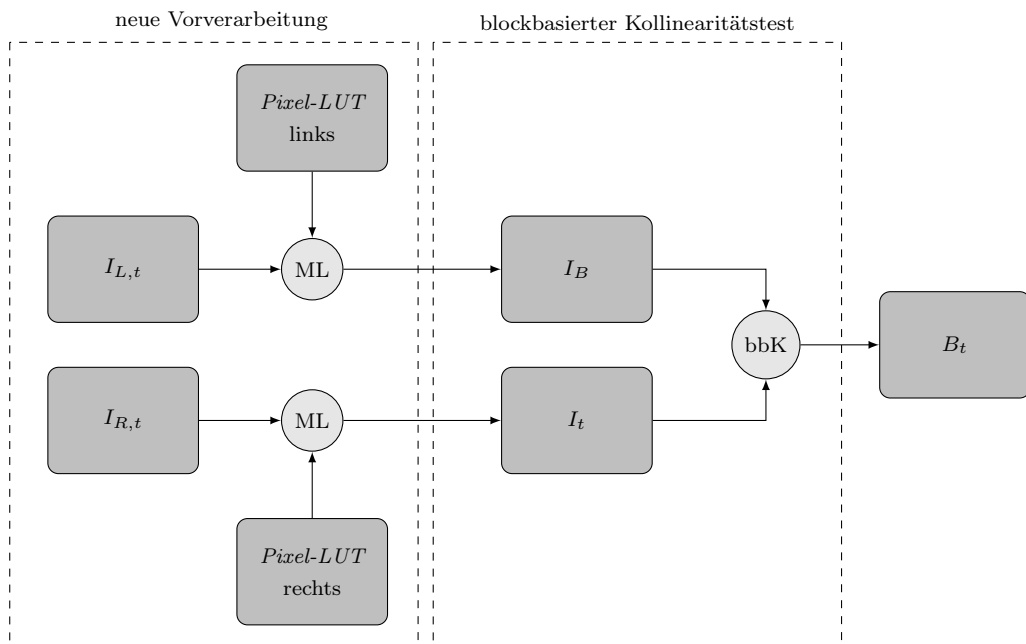 neue Vorverarbeitung
blockbasierter Kollinearitätstest
Pixel-LUT
links
I_{L,t}
ML
I_B
bbK
B_t
I_{R,t}
ML
I_t
Pixel-LUT
rechts